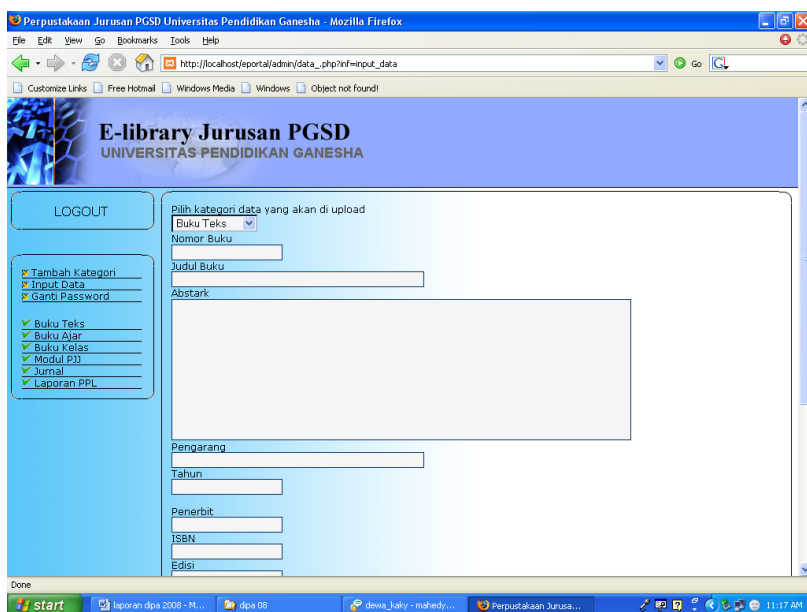 Perpustakaan Jurusan PGSD Universitas Pendidikan Ganesha - Mozilla Firefox
File Edit View Go Bookmarks Tools Help
http://localhost/eportal/admin/data_.php?inf=input_data
Go
Customize Links Free Hotmail Windows Media Windows Object not found!
E-library Jurusan PGSD
UNIVERSITAS PENDIDIKAN GANESHA
LOGOUT
Tambah Kategori
Input Data
Ganti Password
Buku Teks
Buku Ajar
Buku Kelas
Modul PJJ
Jurnal
Laporan PPL
Pilih kategori data yang akan di upload
Buku Teks
Nomor Buku
Judul Buku
Abstark
Pengarang
Tahun
Penerbit
ISBN
Edisi
Done
start laporan dipa 2008 - M... dipa 08 dewa_kaky - mahedy... Perpustakaan Jurusa... 11:17 AM